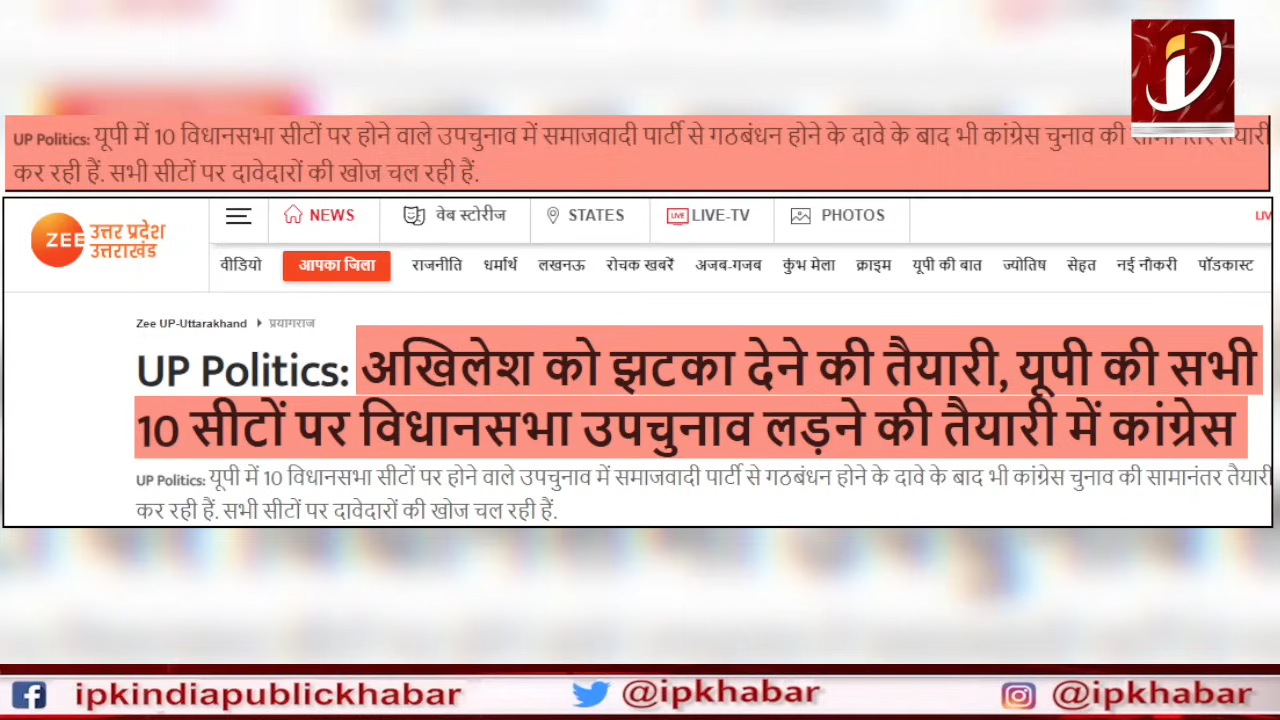 UP Politics: यूपी में 10 विधानसभा सीटों पर होने वाले उपचुनाव में समाजवादी पार्टी से गठबंधन होने के दावे के बाद भी कांग्रेस चुनाव की सामानंतर तैयारी
कर रही हैं. सभी सीटों पर दावेदारों की खोज चल रही हैं.
ZEE उत्तर प्रदेश
उत्तराखंड
NEWS वेब स्टोरीज STATES LIVE LIVE-TV PHOTOS LIV
वीडियो आपका जिला राजनीति धर्मार्थ लखनऊ रोचक खबरें अजब-गजब कुंभ मेला क्राइम यूपी की बात ज्योतिष सेहत नई नौकरी पॉडकास्ट
Zee UP-Uttarakhand प्रयागराज
UP Politics: अखिलेश को झटका देने की तैयारी, यूपी की सभी
10 सीटों पर विधानसभा उपचुनाव लड़ने की तैयारी में कांग्रेस
UP Politics: यूपी में 10 विधानसभा सीटों पर होने वाले उपचुनाव में समाजवादी पार्टी से गठबंधन होने के दावे के बाद भी कांग्रेस चुनाव की सामानंतर तैयारी
कर रही हैं. सभी सीटों पर दावेदारों की खोज चल रही हैं.
ipkindiapublickhabar @ipkhabar @ipkhabar